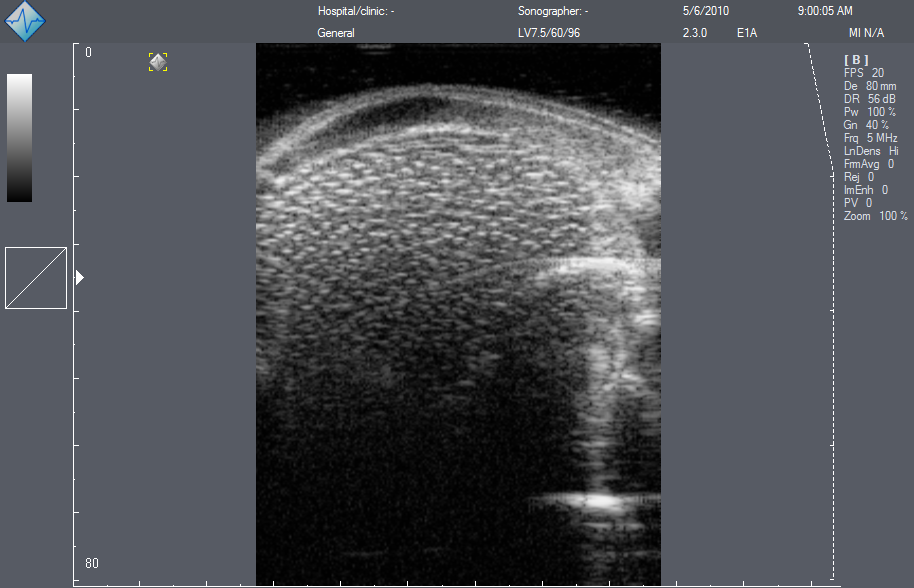 Hospital/clinic: - Sonographer: - 5/6/2010 9:00:05 AM
General LV7.5/60/96 2.3.0 E1A MI N/A
0
[ B ]
FPS 20
De 80 mm
DR 56 dB
Pw 100 %
Gn 40 %
Frq 5 MHz
LnDens Hi
FrmAvg 0
Rej 0
ImEnh 0
PV 0
Zoom 100 %
80